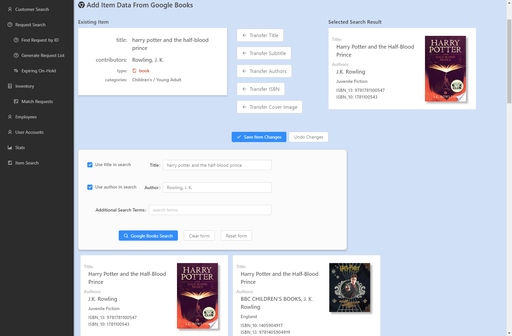 Customer Search
Request Search
Find Request by ID
Generate Request List
Expiring On-Hold
Inventory
Match Requests
Employees
User Accounts
Stats
Item Search
Add Item Data From Google Books
Existing Item
title: harry potter and the half-blood
prince
contributors: Rowling, J. K.
type: book
categories: Children's / Young Adult
Transfer Title
Transfer Subtitle
Transfer Authors
Transfer ISBN
Transfer Cover Image
Selected Search Result
Title:
Harry Potter and the Half-Blood
Prince
Authors:
J.K. Rowling
Juvenile Fiction
ISBN_13: 9781781100547
ISBN_10: 1781100543
HARRY
POTTER
Save Item Changes
Undo Changes
Use title in search
Title: harry potter and the half-blood prince
Use author in search
Author: Rowling, J. K.
Additional Search Terms: search terms
Google Books Search
Clear form
Reset form
Title:
Harry Potter and the Half-Blood
Prince
Authors:
J.K. Rowling
Juvenile Fiction
ISBN_13: 9781781100547
ISBN_10: 1781100543
HARRY
POTTER
Title:
Harry Potter and the Half-Blood
Prince
Authors:
BBC CHILDREN'S BOOKS, J. K.
Rowling
England
ISBN_10: 1405904917
ISBN_13: 9781405904919